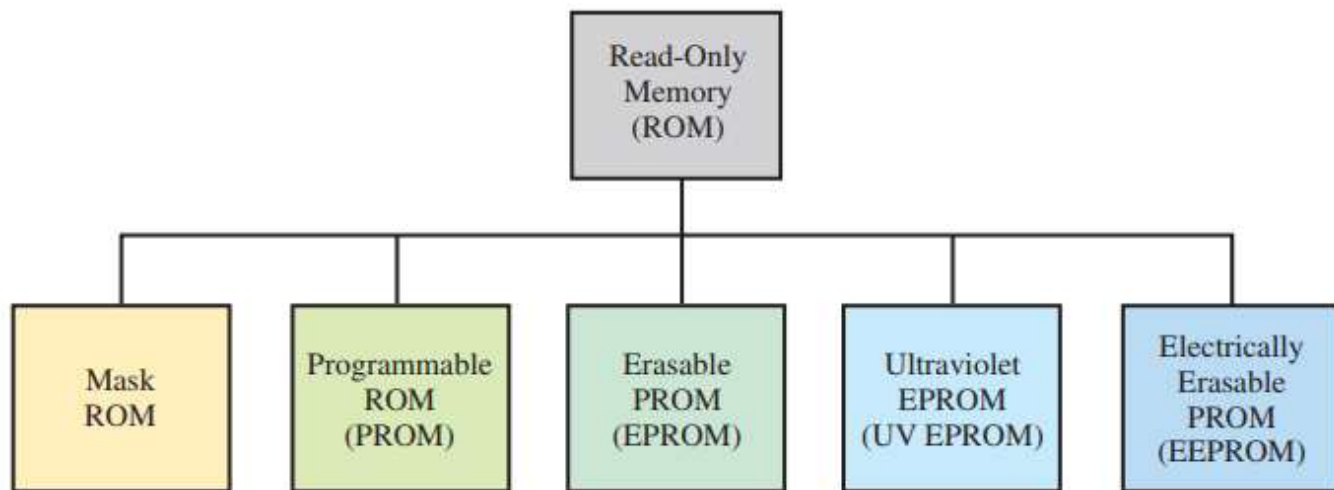 Read-Only
Memory
(ROM)
Mask
ROM
Programmable
ROM
(PROM)
Erasable
PROM
(EPROM)
Ultraviolet
EPROM
(UV EPROM)
Electrically
Erasable
PROM
(EEPROM)